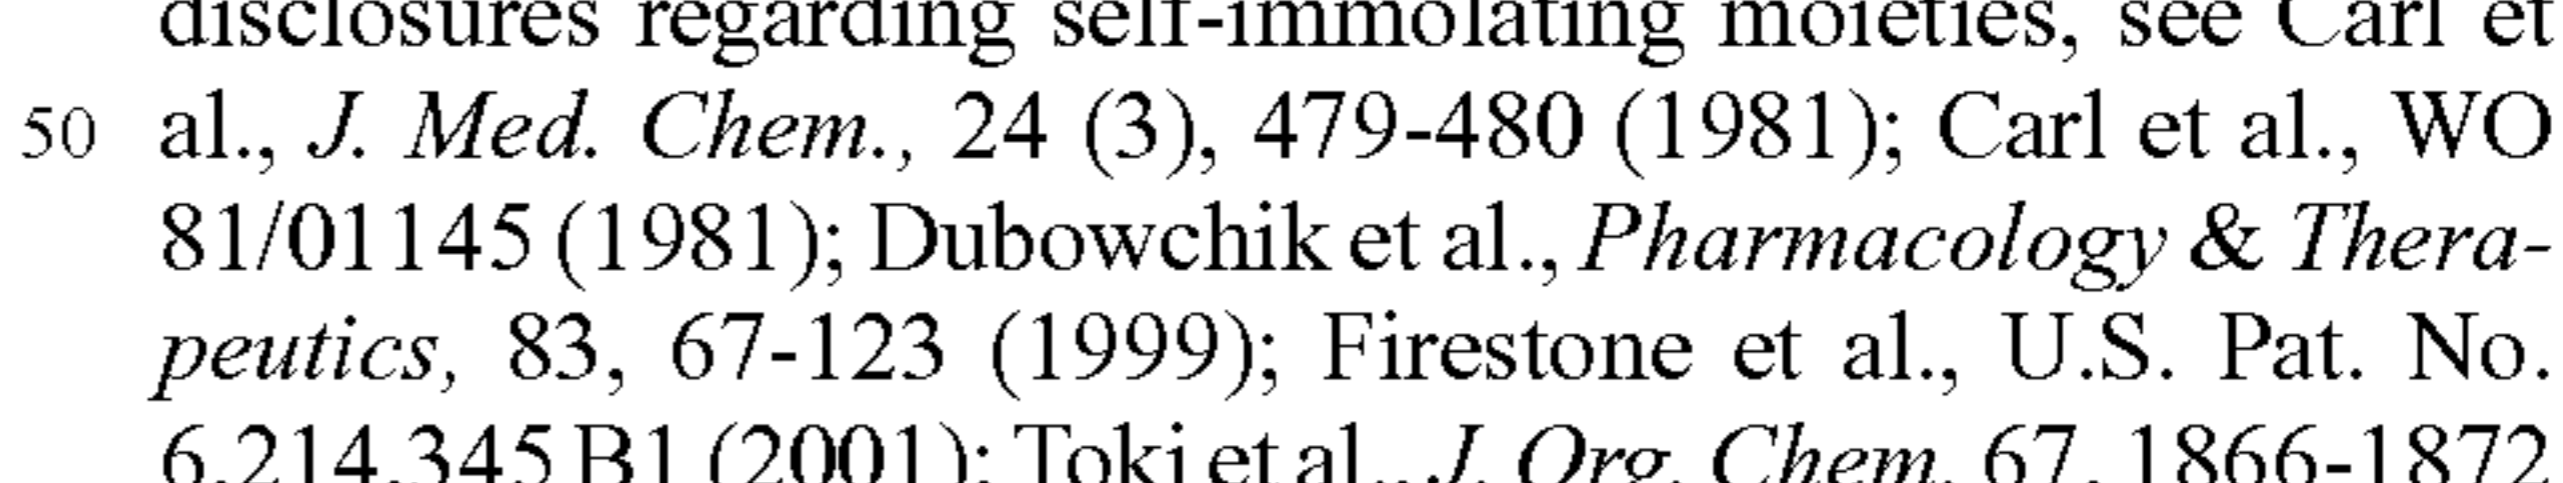 disclosures regarding self-immolating moieties, see Carl et
50 al., J. Med. Chem., 24 (3), 479-480 (1981); Carl et al., WO
81/01145 (1981); Dubowchik et al., Pharmacology & Thera-
peutics, 83, 67-123 (1999); Firestone et al., U.S. Pat. No.
6,214,345 B1 (2001); Toki et al., J. Org. Chem. 67, 1866-1872